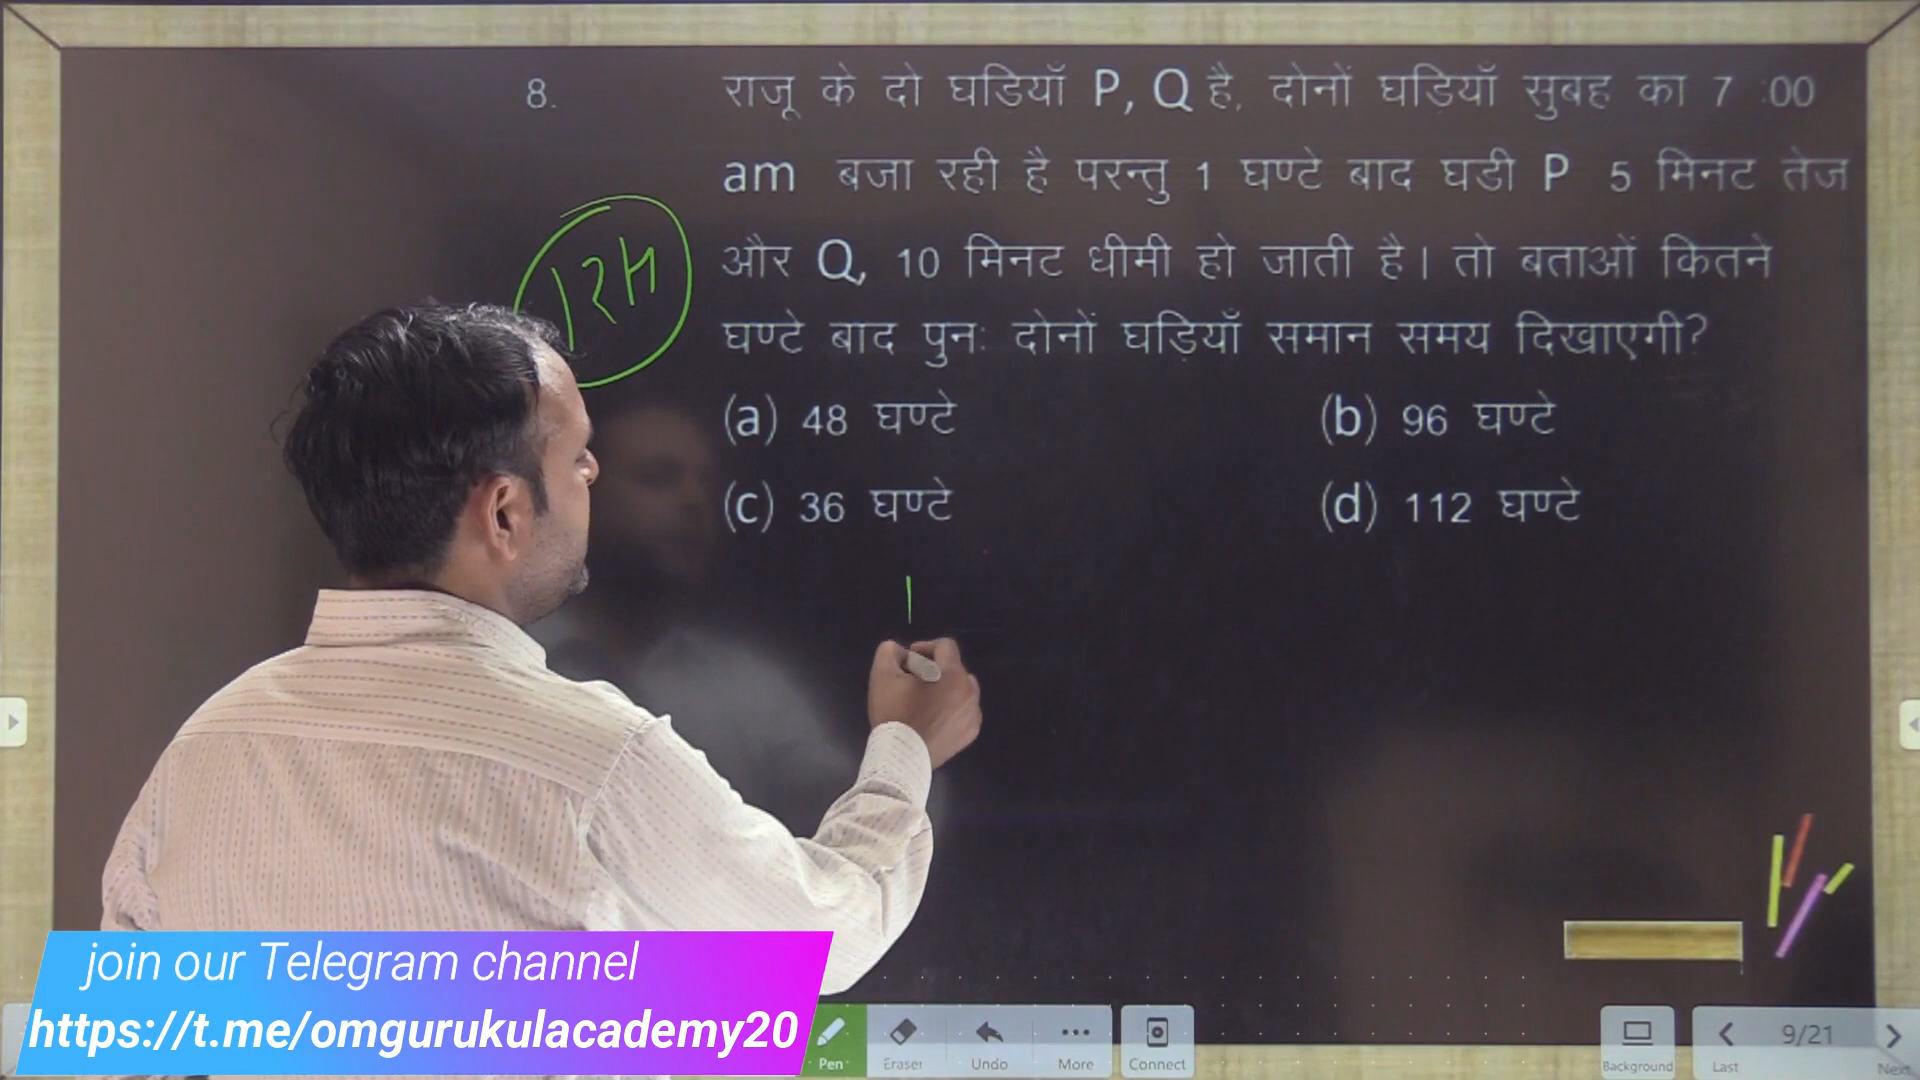 8. राजू के दो घडियाँ P, Q है, दोनों घडियाँ सुबह का 7 :00
am बजा रही है परन्तु 1 घण्टे बाद घडी P 5 मिनट तेज
और Q, 10 मिनट धीमी हो जाती है। तो बताओं कितने
घण्टे बाद पुनः दोनों घड़ियाँ समान समय दिखाएगी?
12H
(a) 48 घण्टे (b) 96 घण्टे
(c) 36 घण्टे (d) 112 घण्टे
join our Telegram channel
https://t.me/omgurukulacademy20
Pen Eraser Undo More Connect Background Last 9/21 Next